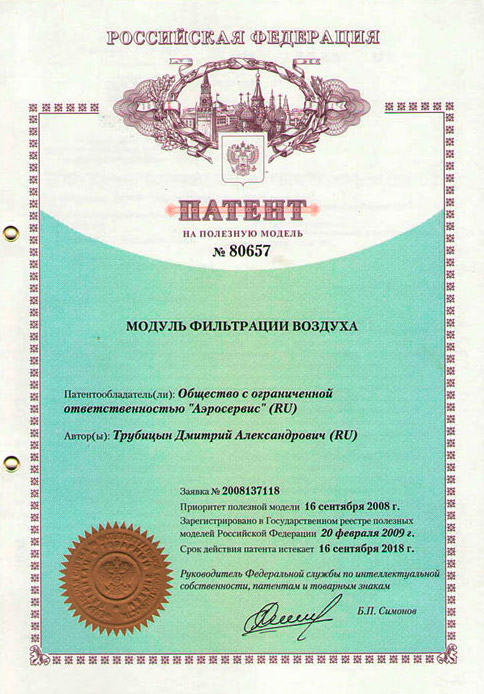 РОССИЙСКАЯ ФЕДЕРАЦИЯ
ПАТЕНТ
НА ПОЛЕЗНУЮ МОДЕЛЬ
№ 80657
МОДУЛЬ ФИЛЬТРАЦИИ ВОЗДУХА
Патентообладатель(ли): Общество с ограниченной
ответственностью "Аэросервис" (RU)
Автор(ы): Трубицын Дмитрий Александрович (RU)
Заявка № 2008137118
Приоритет полезной модели 16 сентября 2008 г.
Зарегистрировано в Государственном реестре полезных
моделей Российской Федерации 20 февраля 2009 г.
Срок действия патента истекает 16 сентября 2018 г.
Руководитель Федеральной службы по интеллектуальной
собственности, патентам и товарным знакам
Б.П. Симонов